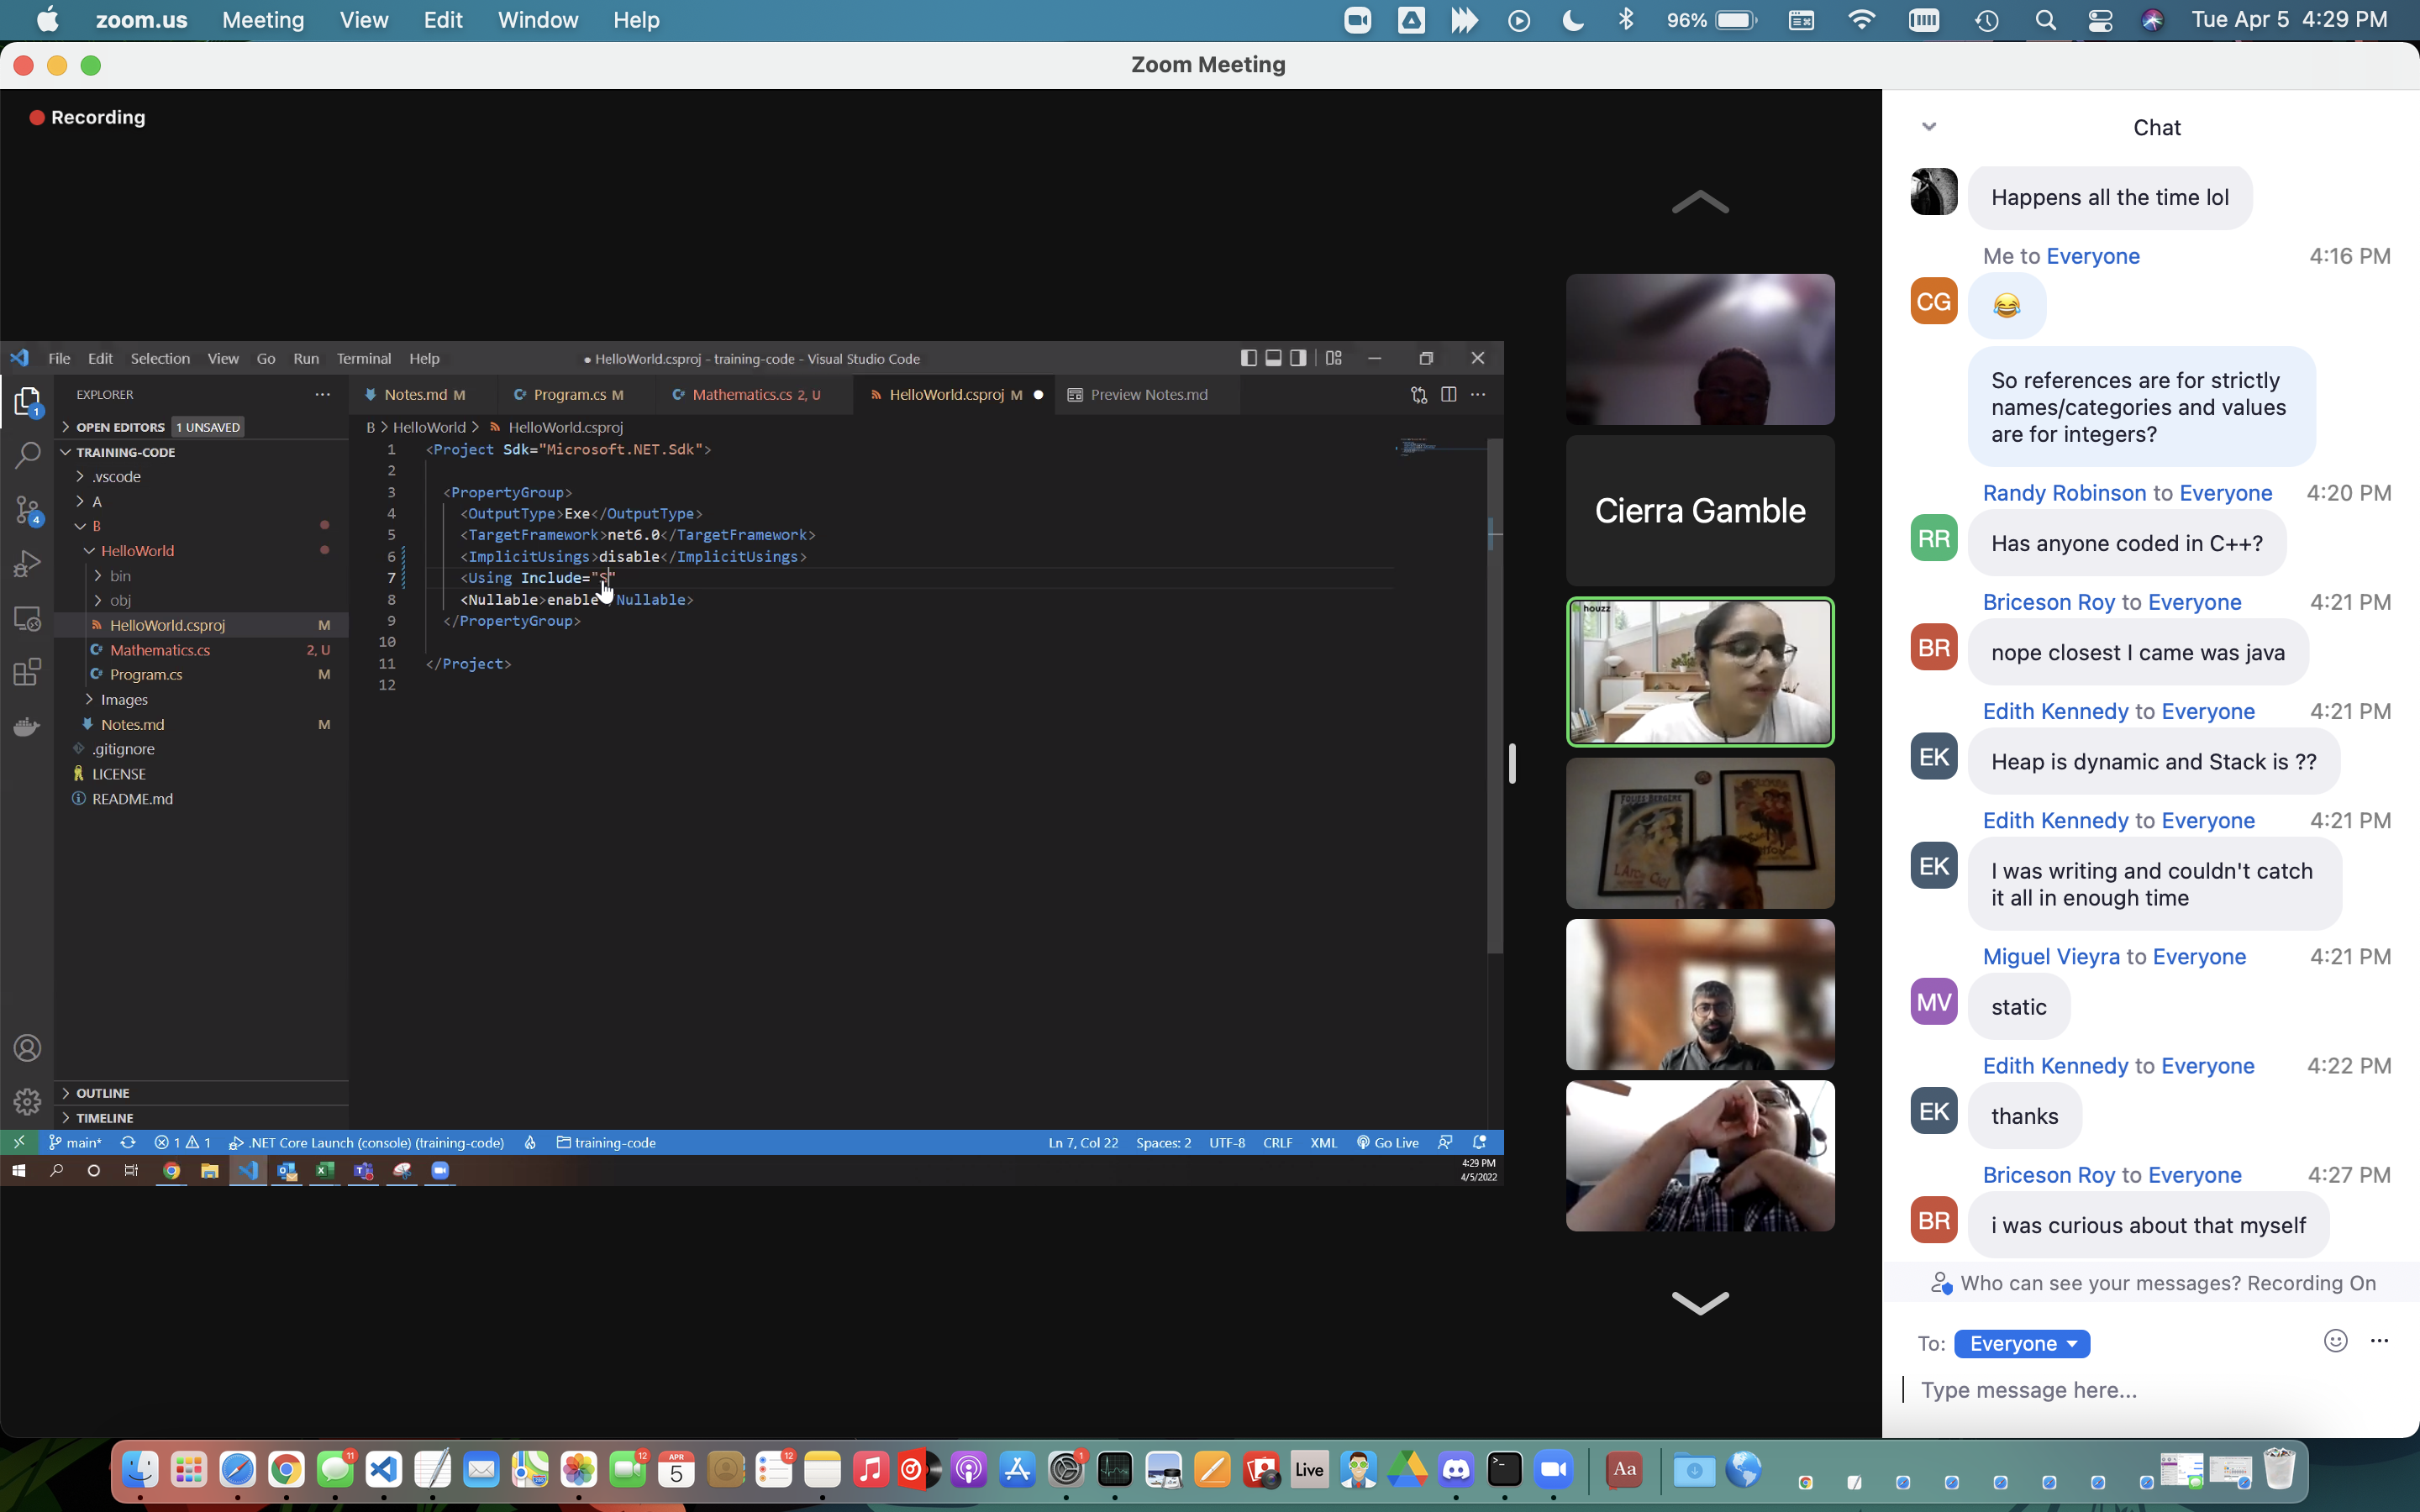 zoom.us Meeting View Edit Window Help
96%
Tue Apr 5 4:29 PM
Zoom Meeting
Recording
File Edit Selection View Go Run Terminal Help
● HelloWorld.csproj - training-code - Visual Studio Code
EXPLORER
Notes.md M
Program.cs M
Mathematics.cs 2, U
HelloWorld.csproj M
Preview Notes.md
OPEN EDITORS 1 UNSAVED
TRAINING-CODE
.vscode
A
B
HelloWorld
bin
obj
HelloWorld.csproj M
Mathematics.cs 2, U
Program.cs M
Images
Notes.md M
.gitignore
LICENSE
README.md
OUTLINE
TIMELINE
1
4
B > HelloWorld > HelloWorld.csproj
1 <Project Sdk="Microsoft.NET.Sdk">
2
3 <PropertyGroup>
4 <OutputType>Exe</OutputType>
5 <TargetFramework>net6.0</TargetFramework>
6 <ImplicitUsings>disable</ImplicitUsings>
7 <Using Include="S"
8 <Nullable>enable Nullable>
9 </PropertyGroup>
10
11 </Project>
12
main* 1 1 .NET Core Launch (console) (training-code) training-code
Ln 7, Col 22 Spaces: 2 UTF-8 CRLF XML Go Live
4:29 PM
4/5/2022
Cierra Gamble
houzz
Chat
Happens all the time lol
Me to Everyone 4:16 PM
CG
😂
So references are for strictly
names/categories and values
are for integers?
Randy Robinson to Everyone 4:20 PM
RR
Has anyone coded in C++?
Briceson Roy to Everyone 4:21 PM
BR
nope closest I came was java
Edith Kennedy to Everyone 4:21 PM
EK
Heap is dynamic and Stack is ??
Edith Kennedy to Everyone 4:21 PM
EK
I was writing and couldn't catch
it all in enough time
Miguel Vieyra to Everyone 4:21 PM
MV
static
Edith Kennedy to Everyone 4:22 PM
EK
thanks
Briceson Roy to Everyone 4:27 PM
BR
i was curious about that myself
Who can see your messages? Recording On
To: Everyone
Type message here...
11
12
APR
5
12
1
Live
Aa